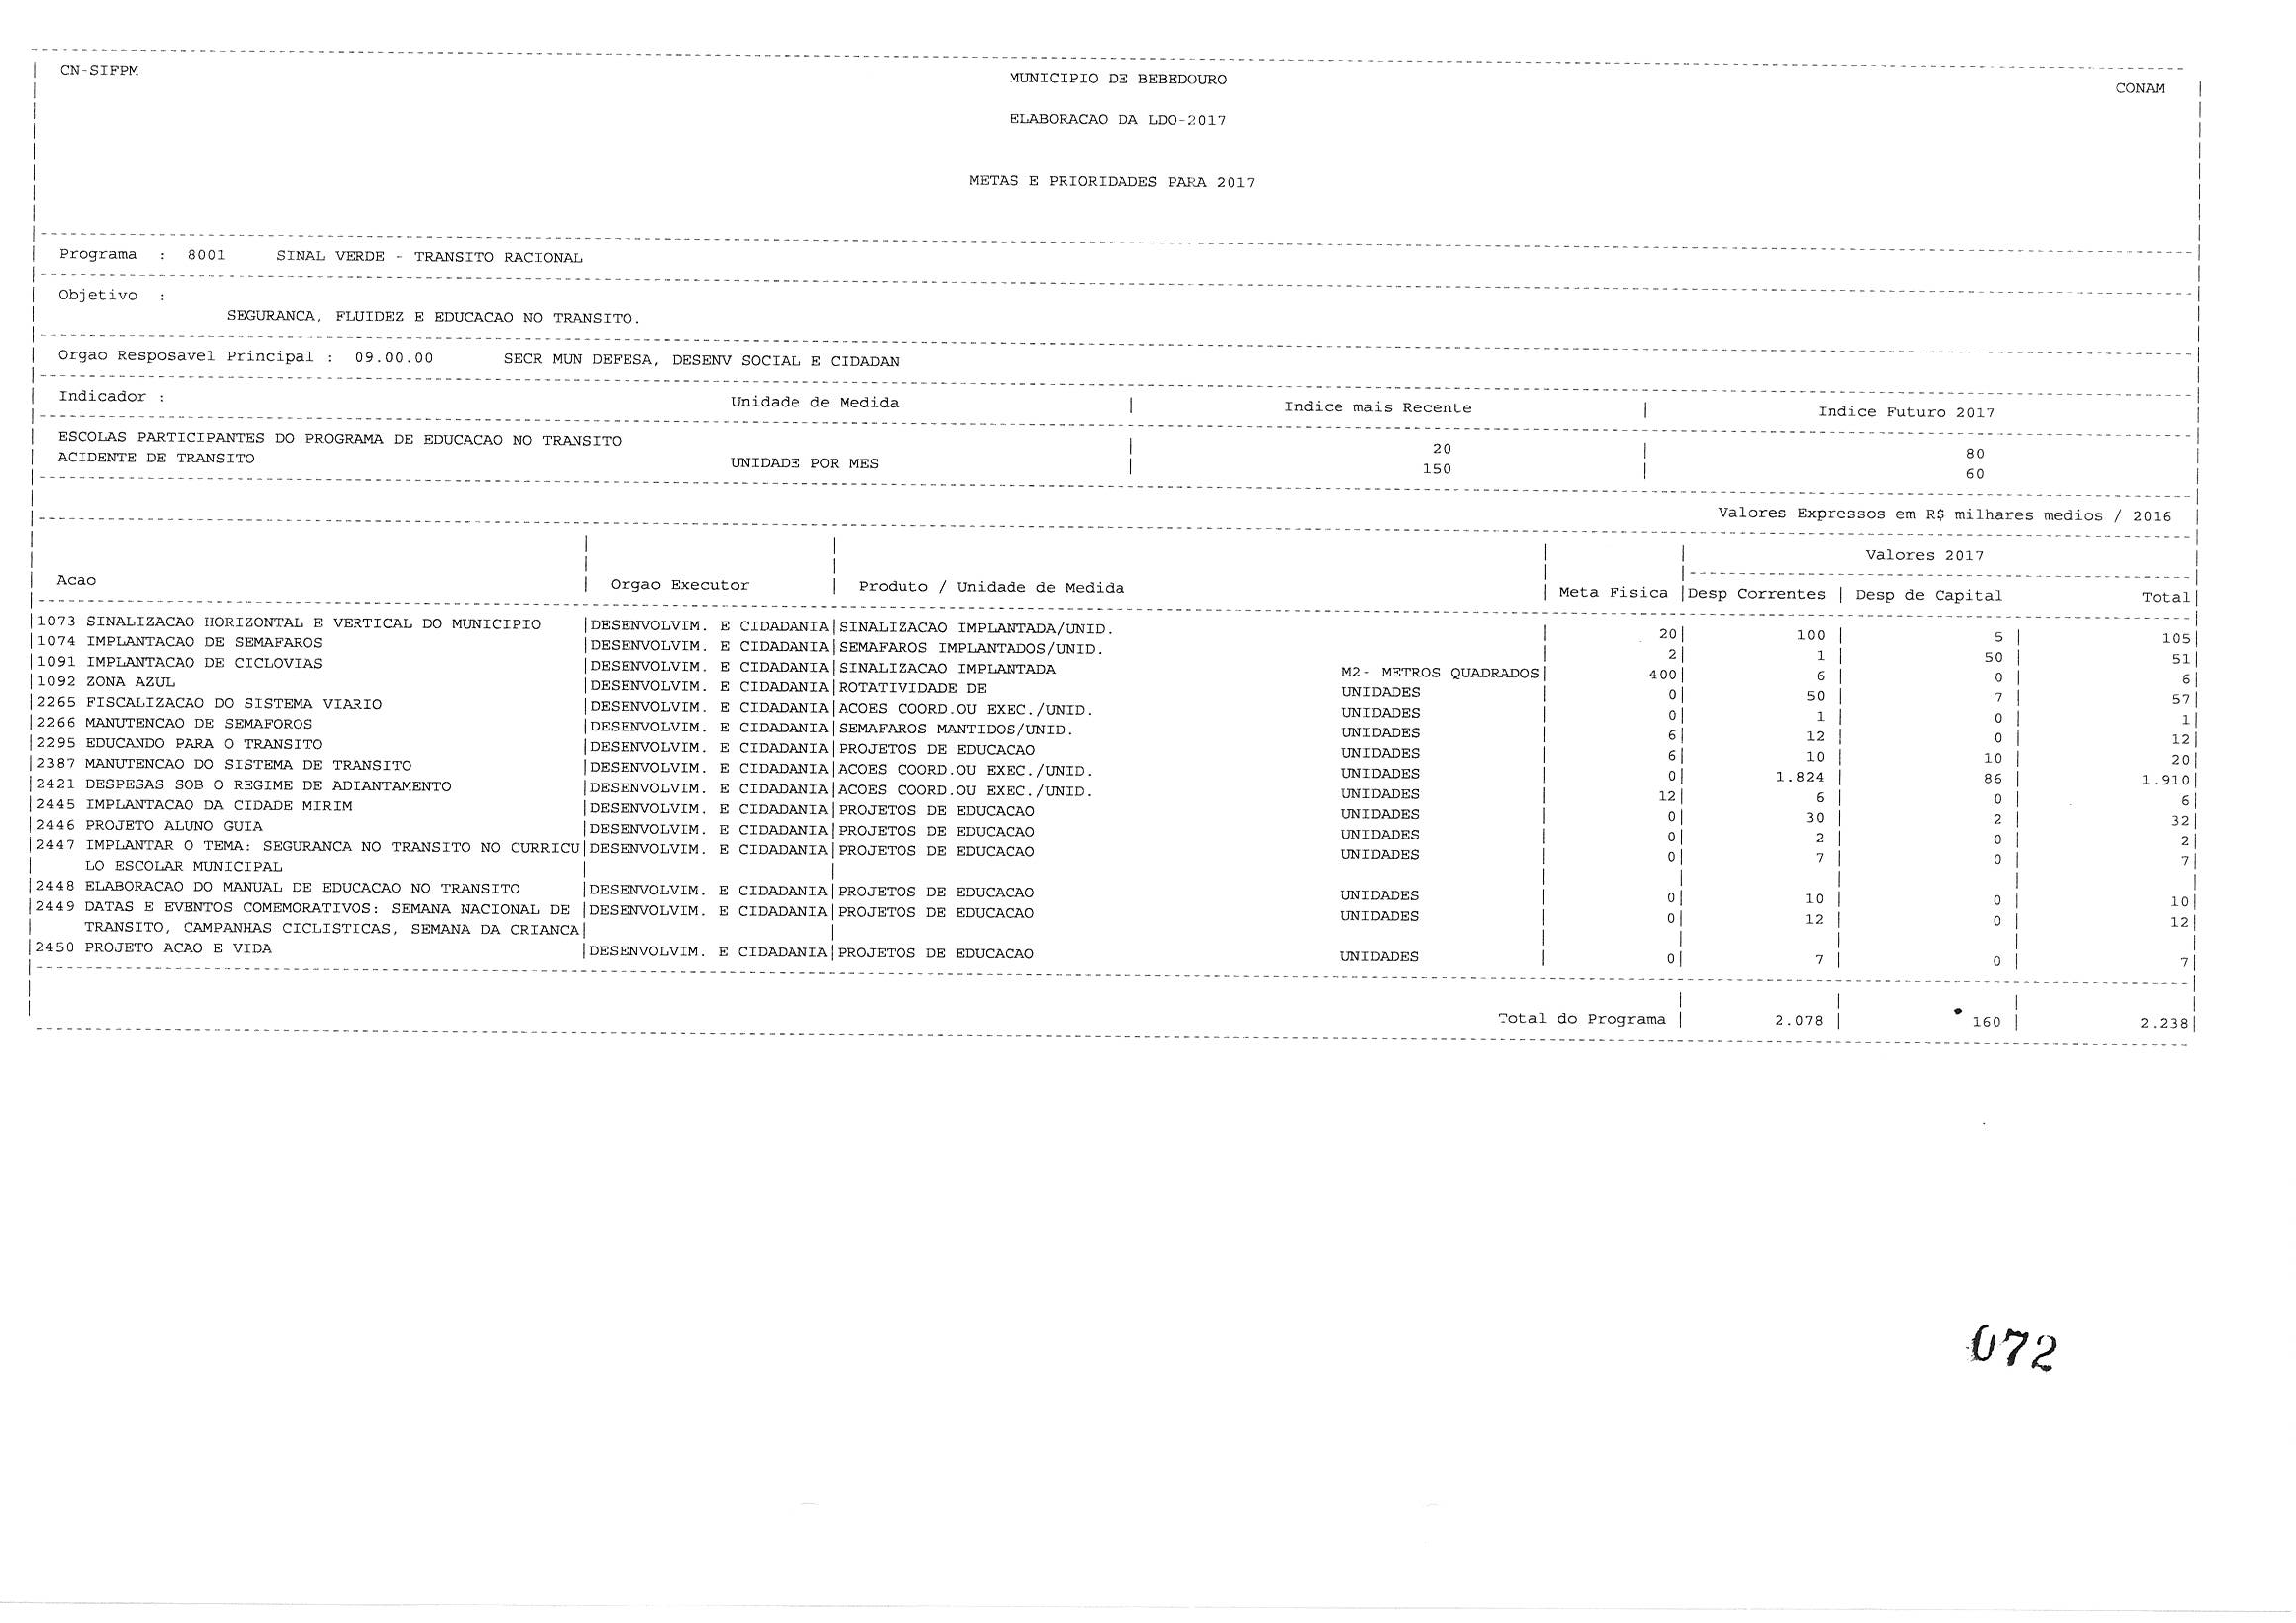 CN-SIFPM MUNICIPIO DE BEBEDOURO CONAM
ELABORACAO DA LDO-2017
METAS E PRIORIDADES PARA 2017
Programa : 8001 SINAL VERDE - TRANSITO RACIONAL
Objetivo :
SEGURANCA, FLUIDEZ E EDUCACAO NO TRANSITO.
Orgao Resposavel Principal : 09.00.00 SECR MUN DEFESA, DESENV SOCIAL E CIDADAN
Indicador : Unidade de Medida | Indice mais Recente | Indice Futuro 2017
ESCOLAS PARTICIPANTES DO PROGRAMA DE EDUCACAO NO TRANSITO | 20 | 80
ACIDENTE DE TRANSITO UNIDADE POR MES | 150 | 60
Valores Expressos em R$ milhares medios / 2016
Valores 2017
Acao | Orgao Executor | Produto / Unidade de Medida | Meta Fisica | Desp Correntes | Desp de Capital Total
1073 SINALIZACAO HORIZONTAL E VERTICAL DO MUNICIPIO | DESENVOLVIM. E CIDADANIA | SINALIZACAO IMPLANTADA/UNID. | 20 | 100 | 5 | 105
1074 IMPLANTACAO DE SEMAFAROS | DESENVOLVIM. E CIDADANIA | SEMAFAROS IMPLANTADOS/UNID. | 2 | 1 | 50 | 51
1091 IMPLANTACAO DE CICLOVIAS | DESENVOLVIM. E CIDADANIA | SINALIZACAO IMPLANTADA M2- METROS QUADRADOS | 400 | 6 | 0 | 6
1092 ZONA AZUL | DESENVOLVIM. E CIDADANIA | ROTATIVIDADE DE UNIDADES | 0 | 50 | 7 | 57
2265 FISCALIZACAO DO SISTEMA VIARIO | DESENVOLVIM. E CIDADANIA | ACOES COORD.OU EXEC./UNID. UNIDADES | 0 | 1 | 0 | 1
2266 MANUTENCAO DE SEMAFOROS | DESENVOLVIM. E CIDADANIA | SEMAFAROS MANTIDOS/UNID. UNIDADES | 6 | 12 | 0 | 12
2295 EDUCANDO PARA O TRANSITO | DESENVOLVIM. E CIDADANIA | PROJETOS DE EDUCACAO UNIDADES | 6 | 10 | 10 | 20
2387 MANUTENCAO DO SISTEMA DE TRANSITO | DESENVOLVIM. E CIDADANIA | ACOES COORD.OU EXEC./UNID. UNIDADES | 0 | 1.824 | 86 | 1.910
2421 DESPESAS SOB O REGIME DE ADIANTAMENTO | DESENVOLVIM. E CIDADANIA | ACOES COORD.OU EXEC./UNID. UNIDADES | 12 | 6 | 0 | 6
2445 IMPLANTACAO DA CIDADE MIRIM | DESENVOLVIM. E CIDADANIA | PROJETOS DE EDUCACAO UNIDADES | 0 | 30 | 2 | 32
2446 PROJETO ALUNO GUIA | DESENVOLVIM. E CIDADANIA | PROJETOS DE EDUCACAO UNIDADES | 0 | 2 | 0 | 2
2447 IMPLANTAR O TEMA: SEGURANCA NO TRANSITO NO CURRICU | DESENVOLVIM. E CIDADANIA | PROJETOS DE EDUCACAO UNIDADES | 0 | 7 | 0 | 7
LO ESCOLAR MUNICIPAL
2448 ELABORACAO DO MANUAL DE EDUCACAO NO TRANSITO | DESENVOLVIM. E CIDADANIA | PROJETOS DE EDUCACAO UNIDADES | 0 | 10 | 0 | 10
2449 DATAS E EVENTOS COMEMORATIVOS: SEMANA NACIONAL DE | DESENVOLVIM. E CIDADANIA | PROJETOS DE EDUCACAO UNIDADES | 0 | 12 | 0 | 12
TRANSITO, CAMPANHAS CICLISTICAS, SEMANA DA CRIANCA
2450 PROJETO ACAO E VIDA | DESENVOLVIM. E CIDADANIA | PROJETOS DE EDUCACAO UNIDADES | 0 | 7 | 0 | 7
Total do Programa | 2.078 | 160 | 2.238
072